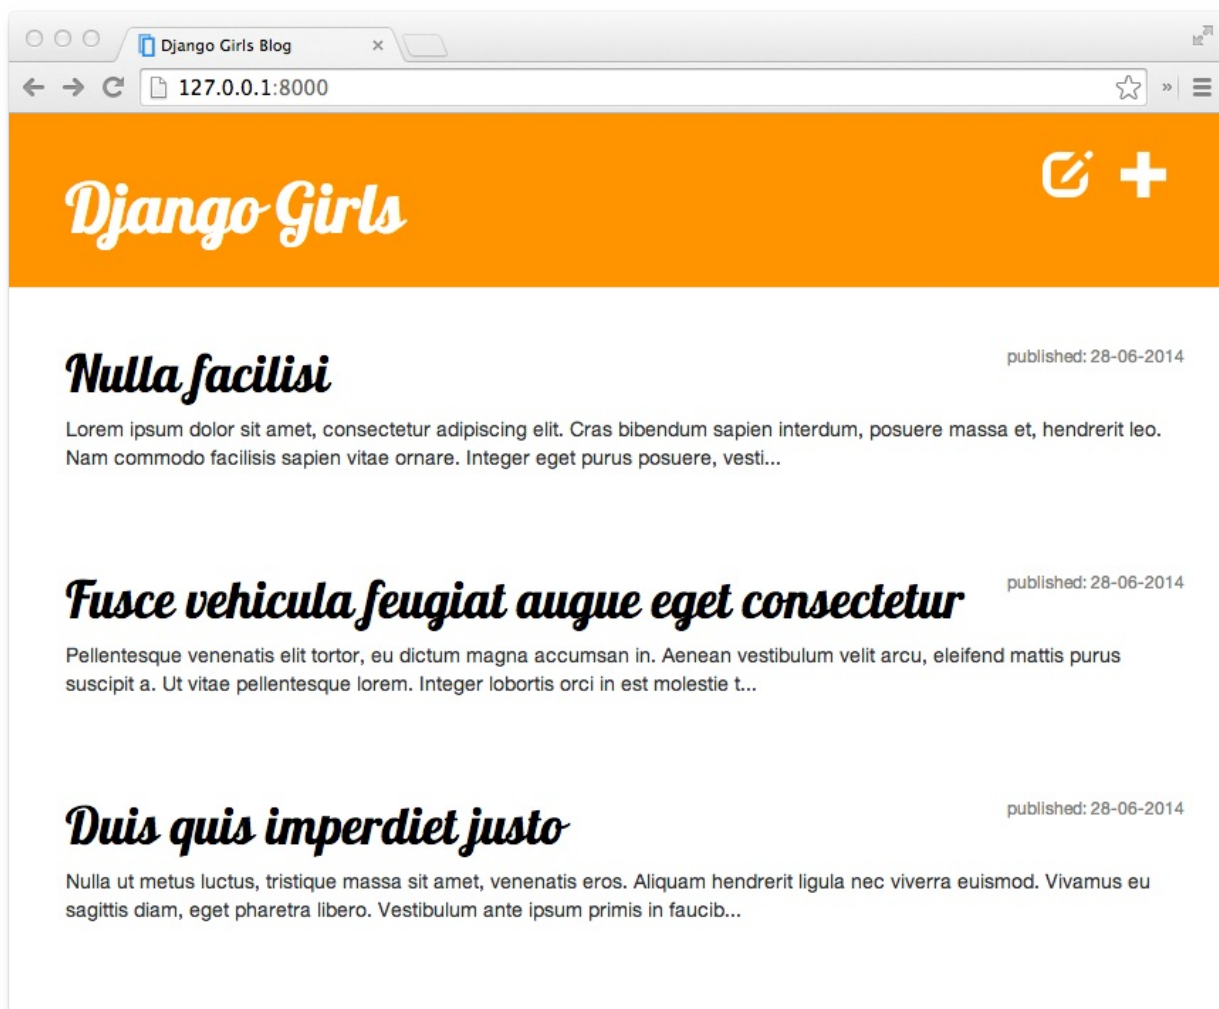 Django Girls Blog
127.0.0.1:8000
Django Girls
Nulla facilisi
published: 28-06-2014
Lorem ipsum dolor sit amet, consectetur adipiscing elit. Cras bibendum sapien interdum, posuere massa et, hendrerit leo.
Nam commodo facilisis sapien vitae ornare. Integer eget purus posuere, vesti...
Fusce vehicula feugiat augue eget consectetur
published: 28-06-2014
Pellentesque venenatis elit tortor, eu dictum magna accumsan in. Aenean vestibulum velit arcu, eleifend mattis purus
suscipit a. Ut vitae pellentesque lorem. Integer lobortis orci in est molestie t...
Duis quis imperdiet justo
published: 28-06-2014
Nulla ut metus luctus, tristique massa sit amet, venenatis eros. Aliquam hendrerit ligula nec viverra euismod. Vivamus eu
sagittis diam, eget pharetra libero. Vestibulum ante ipsum primis in faucib...